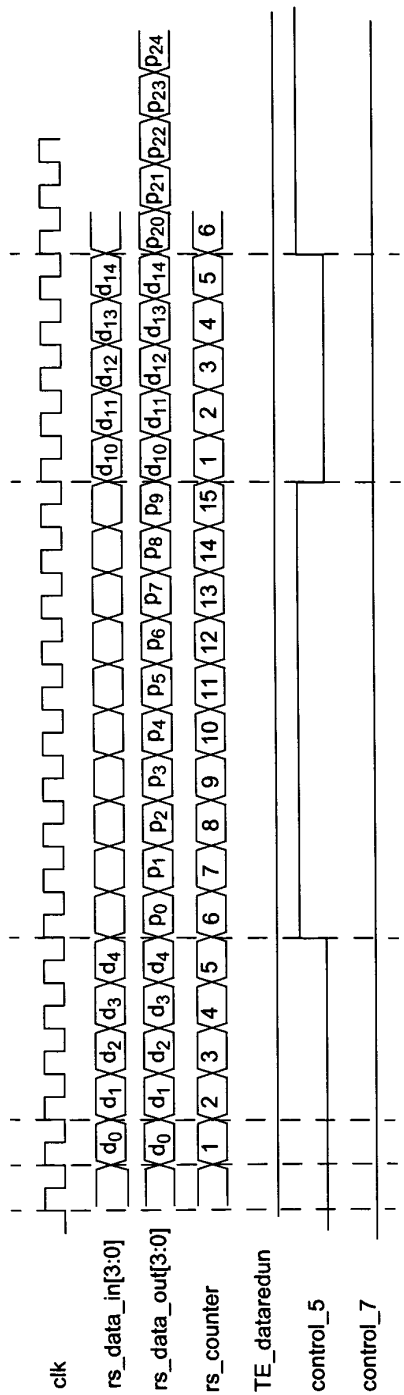 clk
rs_data_in[3:0] d0 d1 d2 d3 d4 d10 d11 d12 d13 d14
rs_data_out[3:0] d0 d1 d2 d3 d4 p0 p1 p2 p3 p4 p5 p6 p7 p8 p9 d10 d11 d12 d13 d14 p20 p21 p22 p23 p24
rs_counter 1 2 3 4 5 6 7 8 9 10 11 12 13 14 15 1 2 3 4 5 6
TE_dataredun
control_5
control_7